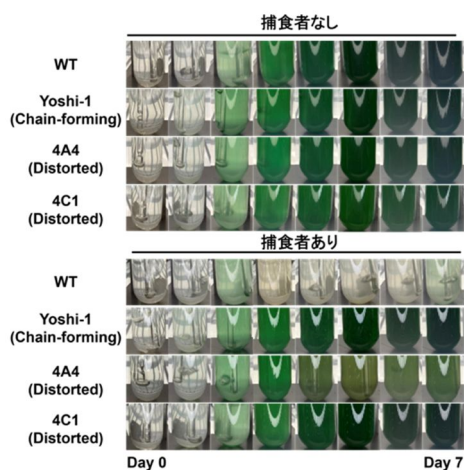 捕食者なし
WT
Yoshi-1
(Chain-forming)
4A4
(Distorted)
4C1
(Distorted)
捕食者あり
WT
Yoshi-1
(Chain-forming)
4A4
(Distorted)
4C1
(Distorted)
Day 0 Day 7